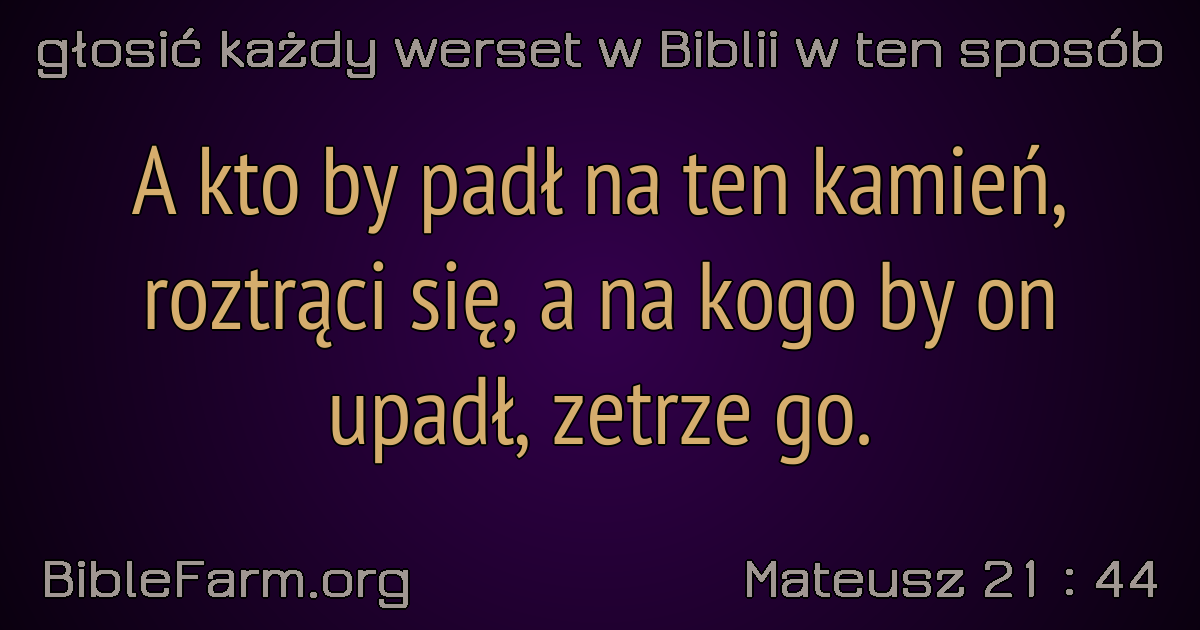 głosić każdy werset w Biblii w ten sposób
A kto by padł na ten kamień,
roztrąci się, a na kogo by on
upadł, zetrze go.
BibleFarm.org
Mateusz 21 : 44